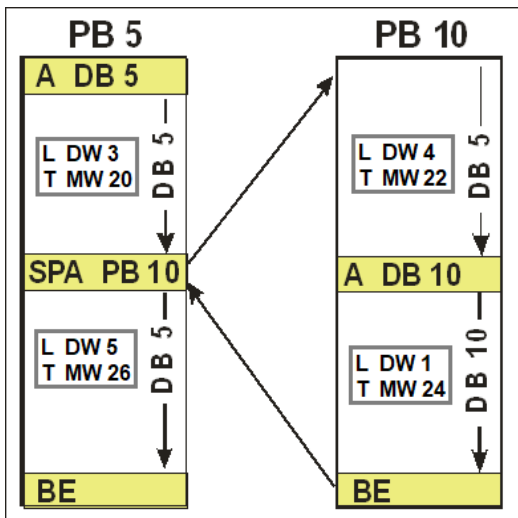 PB 5
A DB 5
L DW 3
T MW 20
DB 5
SPA PB 10
L DW 5
T MW 26
DB 5
BE
PB 10
L DW 4
T MW 22
DB 5
A DB 10
L DW 1
T MW 24
DB 10
BE